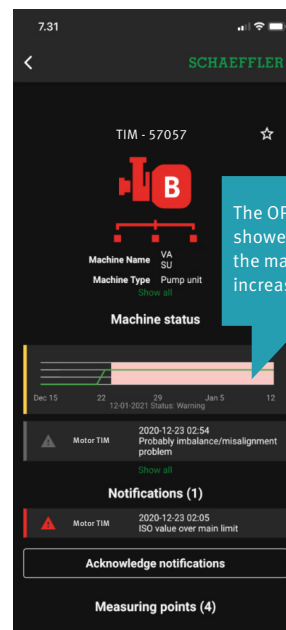 7.31
SCHAEFFLER
TIM - 57057
B
The OP
showe
the ma
increas
Machine Name VA
SU
Machine Type Pump unit
Show all
Machine status
Dec 15 22 29 Jan 5 12
12-01-2021 Status: Warning
2020-12-23 02:54
Motor TIM Probably imbalance/misalignment
problem
Show all
Notifications (1)
2020-12-23 02:05
Motor TIM ISO value over main limit
Acknowledge notifications
Measuring points (4)